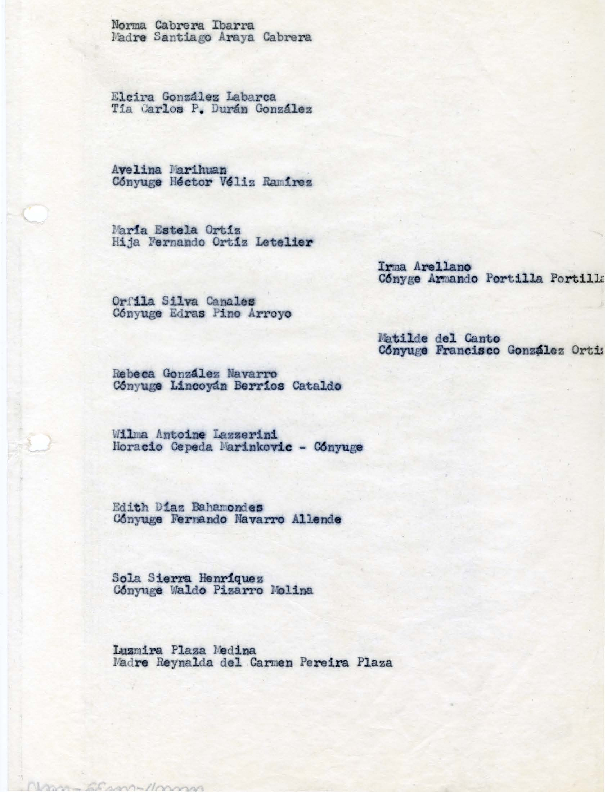 Norma Cabrera Ibarra
Madre Santiago Araya Cabrera
Elcira González Labarca
Tía Carlos P. Durán González
Avelina Marihuan
Cónyuge Héctor Véliz Ramírez
María Estela Ortíz
Hija Fernando Ortíz Letelier
Irma Arellano
Cónyge Armando Portilla Portilla
Orfila Silva Canales
Cónyuge Edras Pino Arroyo
Matilde del Canto
Cónyuge Francisco González Orti
Rebeca González Navarro
Cónyuge Lincoyán Berríos Cataldo
Wilma Antoine Lazzerini
Horacio Cepeda Marinkovic - Cónyuge
Edith Díaz Bahamondes
Cónyuge Fernando Navarro Allende
Sola Sierra Henríquez
Cónyuge Waldo Pizarro Molina
Luzmira Plaza Medina
Madre Reynalda del Carmen Pereira Plaza